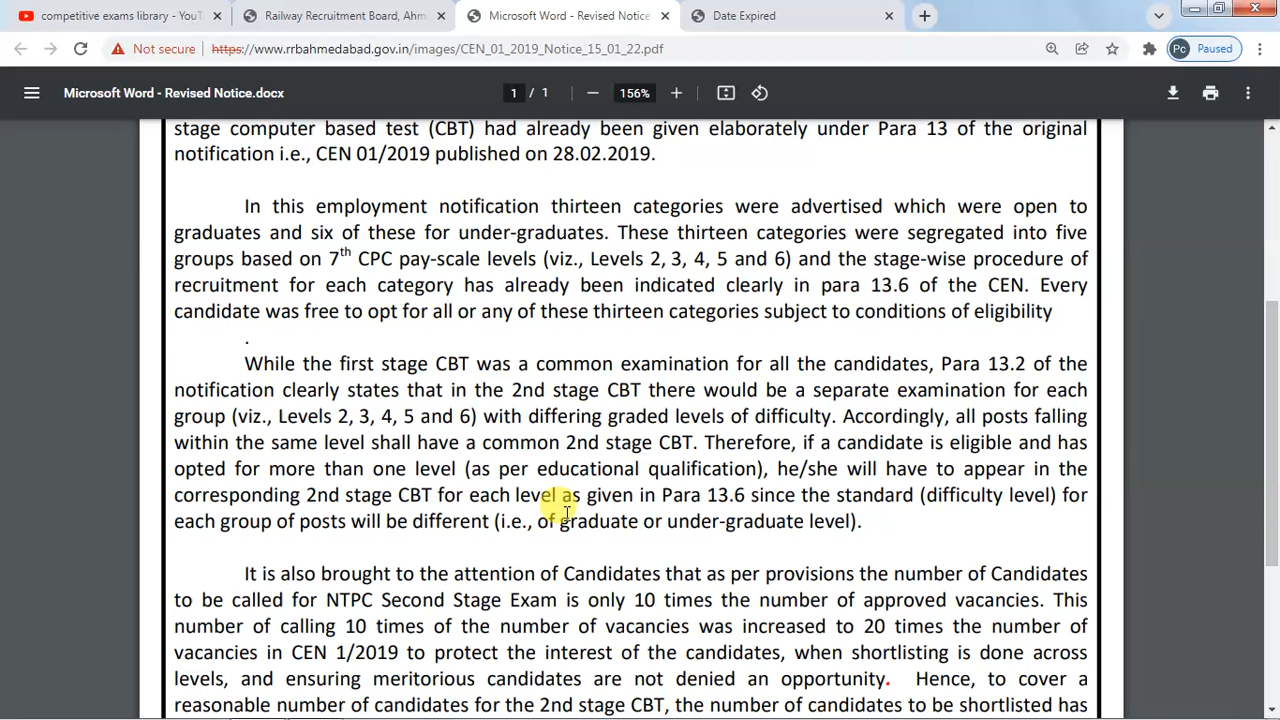 competitive exams library - YouT
Railway Recruitment Board, Ahm
Microsoft Word - Revised Notice
Date Expired
Not secure
https://www.rrbahmedabad.gov.in/images/CEN_01_2019_Notice_15_01_22.pdf
Pc Paused
Microsoft Word - Revised Notice.docx
1 / 1
156%
stage computer based test (CBT) had already been given elaborately under Para 13 of the original
notification i.e., CEN 01/2019 published on 28.02.2019.
In this employment notification thirteen categories were advertised which were open to
graduates and six of these for under-graduates. These thirteen categories were segregated into five
groups based on 7th CPC pay-scale levels (viz., Levels 2, 3, 4, 5 and 6) and the stage-wise procedure of
recruitment for each category has already been indicated clearly in para 13.6 of the CEN. Every
candidate was free to opt for all or any of these thirteen categories subject to conditions of eligibility
.
While the first stage CBT was a common examination for all the candidates, Para 13.2 of the
notification clearly states that in the 2nd stage CBT there would be a separate examination for each
group (viz., Levels 2, 3, 4, 5 and 6) with differing graded levels of difficulty. Accordingly, all posts falling
within the same level shall have a common 2nd stage CBT. Therefore, if a candidate is eligible and has
opted for more than one level (as per educational qualification), he/she will have to appear in the
corresponding 2nd stage CBT for each level as given in Para 13.6 since the standard (difficulty level) for
each group of posts will be different (i.e., of graduate or under-graduate level).
It is also brought to the attention of Candidates that as per provisions the number of Candidates
to be called for NTPC Second Stage Exam is only 10 times the number of approved vacancies. This
number of calling 10 times of the number of vacancies was increased to 20 times the number of
vacancies in CEN 1/2019 to protect the interest of the candidates, when shortlisting is done across
levels, and ensuring meritorious candidates are not denied an opportunity. Hence, to cover a
reasonable number of candidates for the 2nd stage CBT, the number of candidates to be shortlisted has